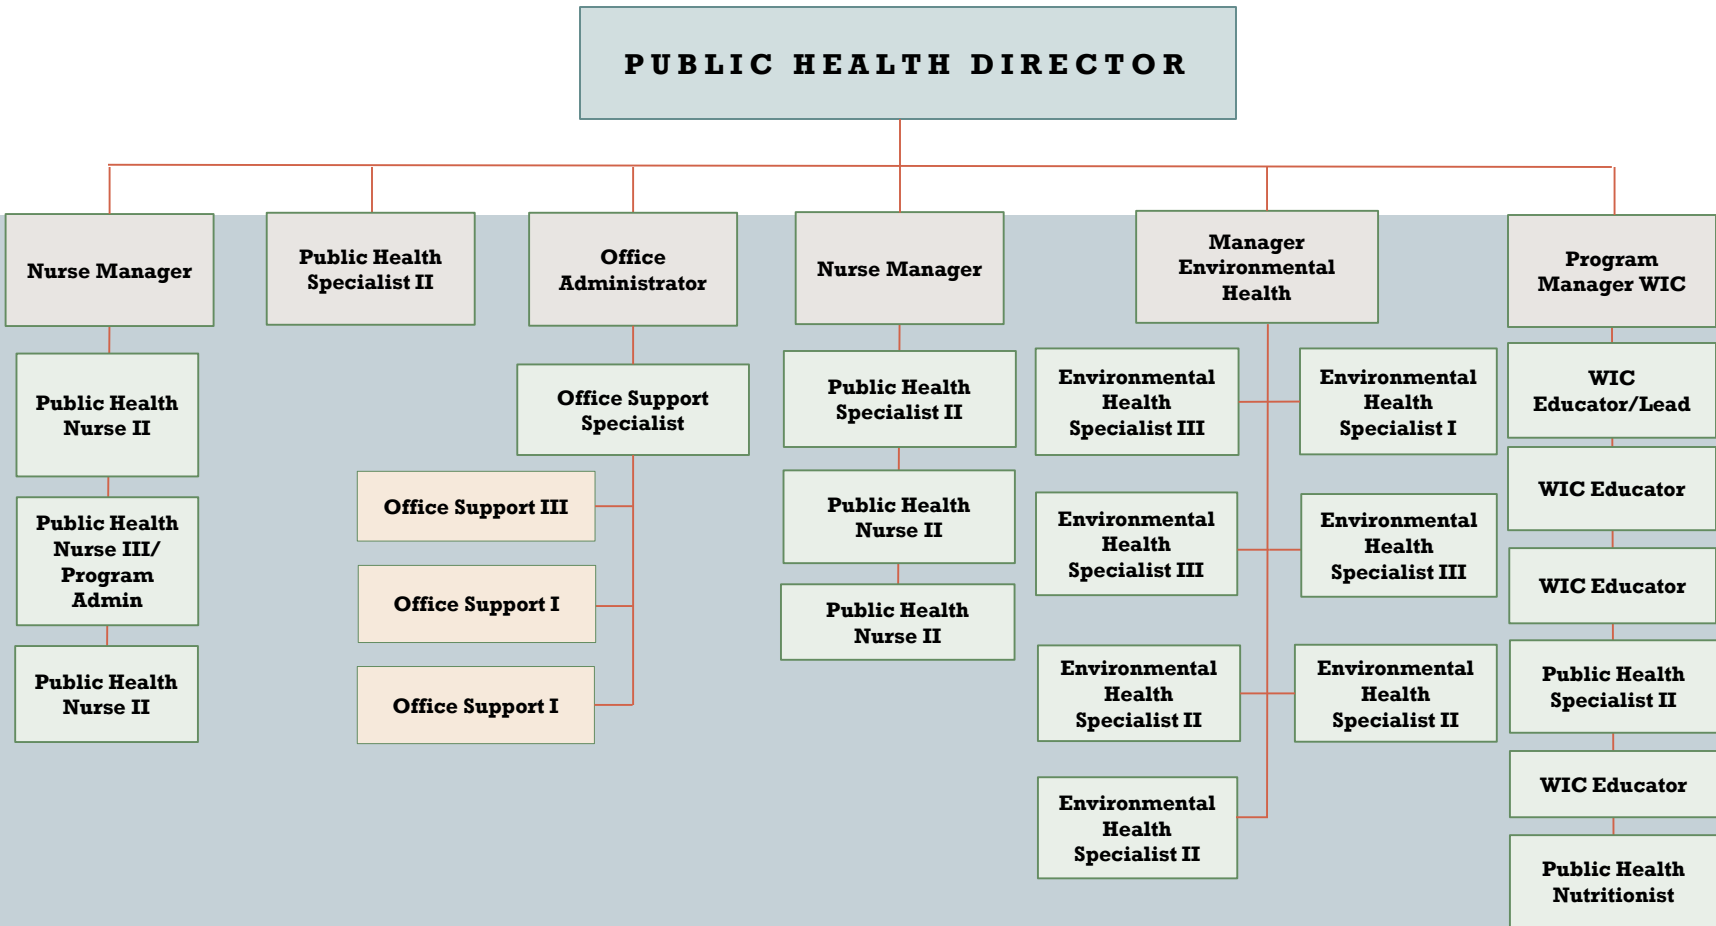 PUBLIC HEALTH DIRECTOR
Nurse Manager
Public Health
Specialist II
Office
Administrator
Nurse Manager
Manager
Environmental
Health
Program
Manager WIC
Public Health
Nurse II
Public Health
Nurse III/
Program
Admin
Public Health
Nurse II
Office Support
Specialist
Office Support III
Office Support I
Office Support I
Public Health
Specialist II
Public Health
Nurse II
Public Health
Nurse II
Environmental
Health
Specialist III
Environmental
Health
Specialist I
Environmental
Health
Specialist III
Environmental
Health
Specialist III
Environmental
Health
Specialist II
Environmental
Health
Specialist II
Environmental
Health
Specialist II
WIC
Educator/Lead
WIC Educator
WIC Educator
Public Health
Specialist II
WIC Educator
Public Health
Nutritionist